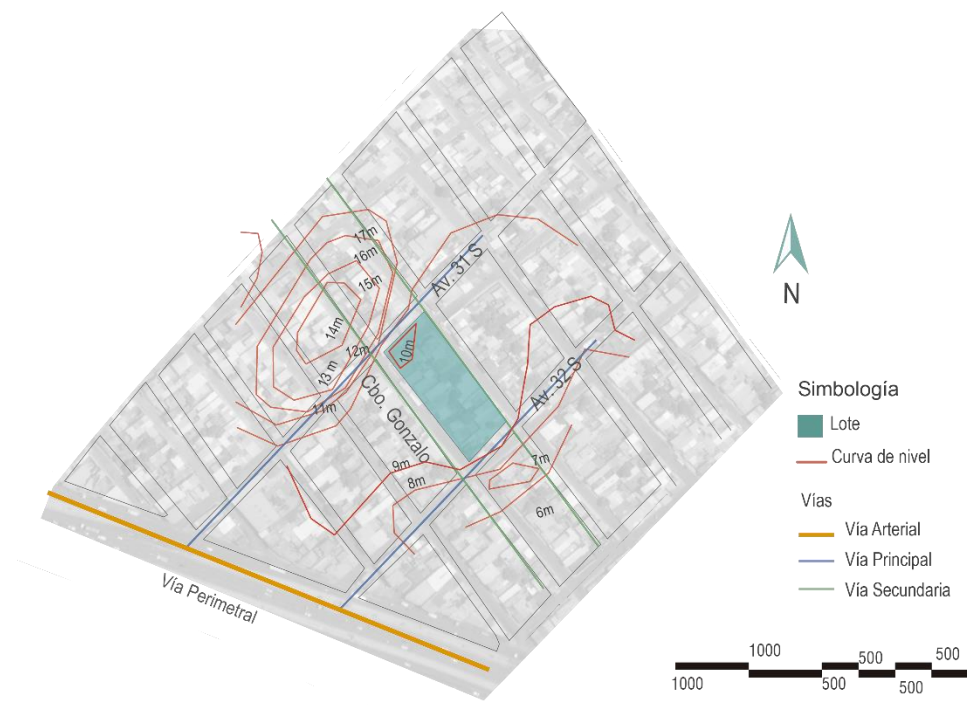 17m
16m
15m
14m
13 m
12m
11m
10m
9m
8m
7m
6m
Av. 31 S
Av. 32 S
Cbo. Gonzalo
Vía Perimetral
N
Simbología
Lote
Curva de nivel
Vías
Vía Arterial
Vía Principal
Vía Secundaria
1000
500
500
1000
500
500